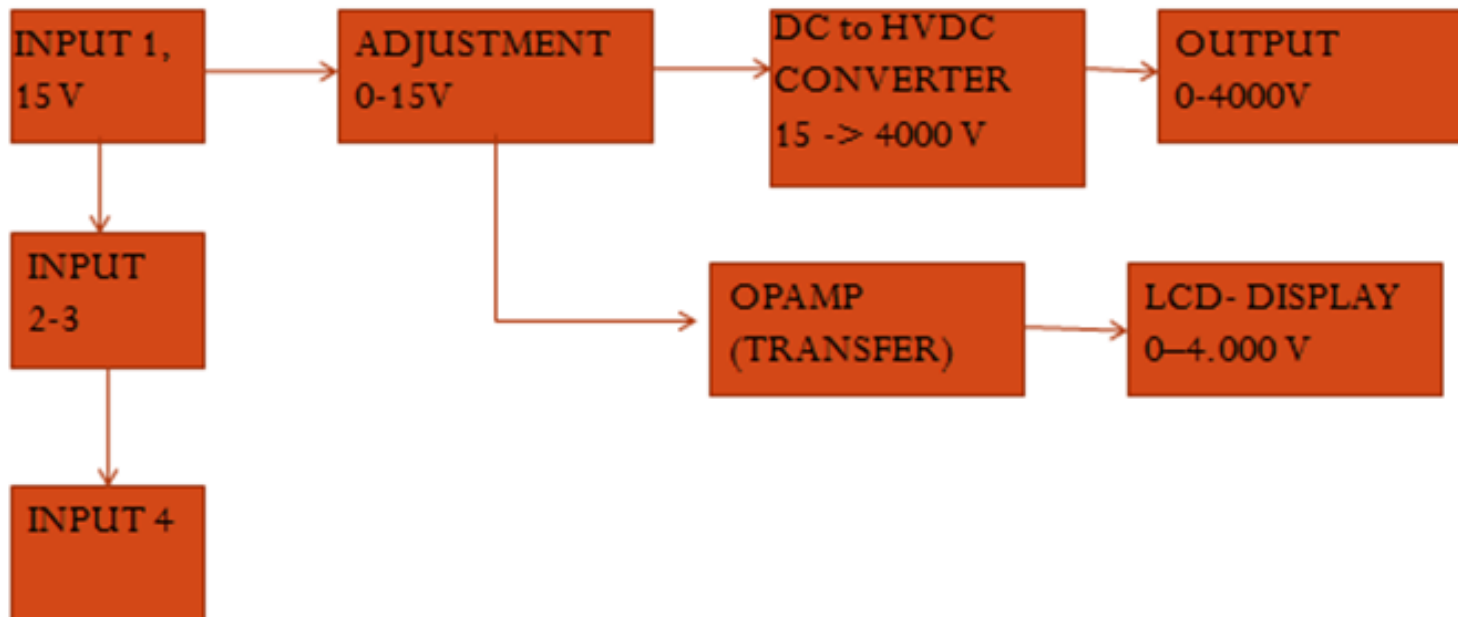 INPUT 1,
15 V
ADJUSTMENT
0-15V
DC to HVDC
CONVERTER
15 -> 4000 V
OUTPUT
0-4000V
INPUT
2-3
OPAMP
(TRANSFER)
LCD- DISPLAY
0–4.000 V
INPUT 4